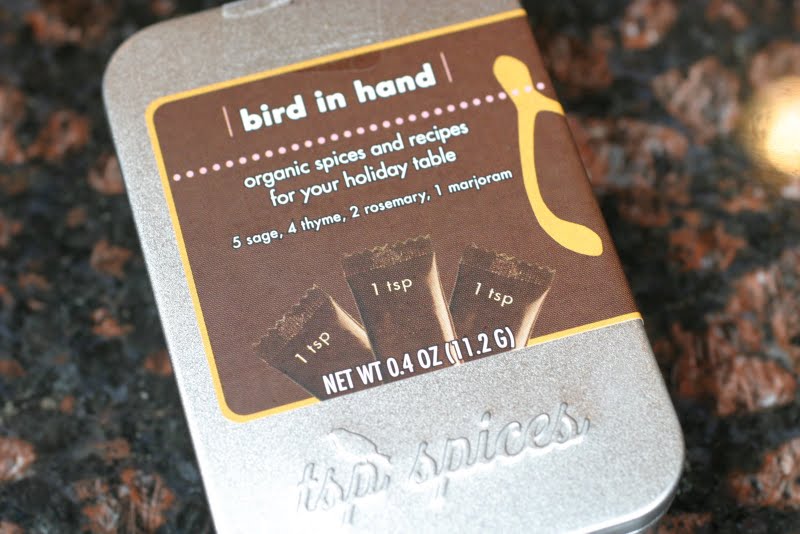 bird in hand
organic spices and recipes
for your holiday table
5 sage, 4 thyme, 2 rosemary, 1 marjoram
1 tsp
1 tsp
1 tsp
NET WT 0.4 OZ (11.2 G)
tsp spices